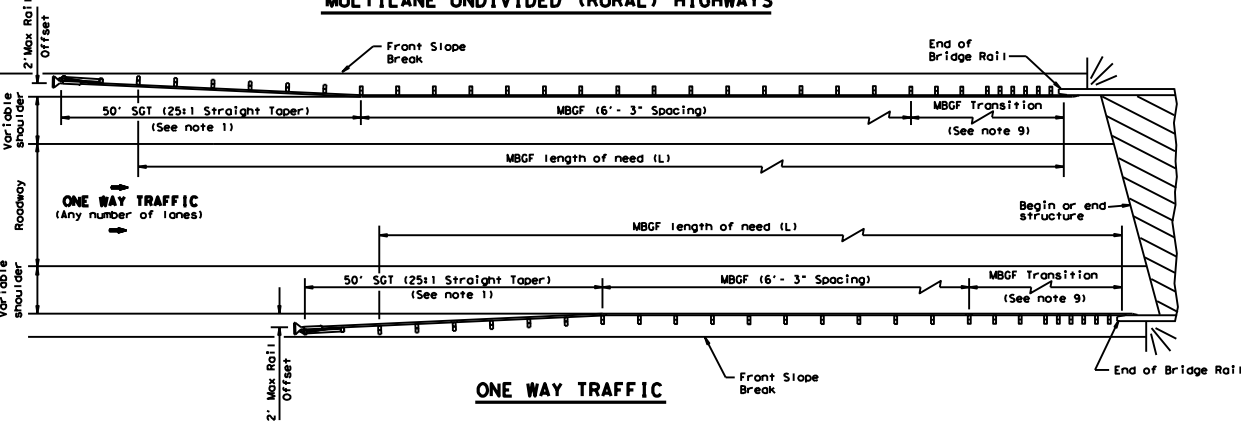 MULTILANE UNDIVIDED (RURAL) HIGHWAYS
2' Max Rail
Offset
Front Slope
Break
End of
Bridge Rail
Variable
shoulder
50' SGT (25:1 Straight Taper)
(See note 1)
MBGF (6'- 3" Spacing)
MBGF Transition
(See note 9)
MBGF length of need (L)
Roadway
ONE WAY TRAFFIC
(Any number of lanes)
Begin or end
structure
MBGF length of need (L)
Variable
shoulder
50' SGT (25:1 Straight Taper)
(See note 1)
MBGF (6'- 3" Spacing)
MBGF Transition
(See note 9)
2' Max Rail
Offset
Front Slope
Break
End of Bridge Rail
ONE WAY TRAFFIC